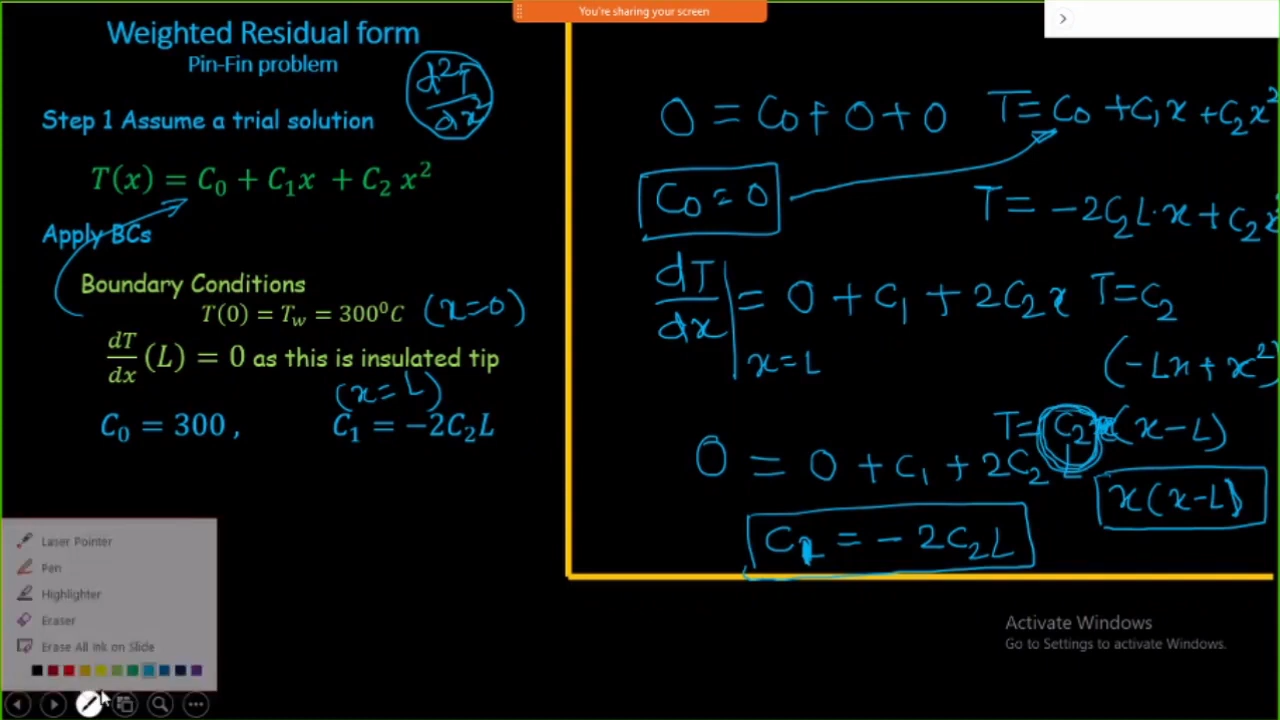 You're sharing your screen
Weighted Residual form
Pin-Fin problem
d²T
dx²
Step 1 Assume a trial solution
T(x) = C₀ + C₁x + C₂ x²
Apply BCs
Boundary Conditions
T(0) = T_w = 300⁰C (x=0)
dT/dx (L) = 0 as this is insulated tip
(x=L)
C₀ = 300 , C₁ = −2C₂L
0 = C₀ + 0 + 0
C₀ = 0
dT/dx | x=L = 0 + C₁ + 2C₂x
0 = 0 + C₁ + 2C₂ L
C₁ = − 2C₂L
T = C₀ + C₁x + C₂x²
T = −2C₂L·x + C₂x²
T = C₂
(−Lx + x²)
T = C₂x(x−L)
x(x−L)
Laser Pointer
Pen
Highlighter
Eraser
Erase All Ink on Slide
Activate Windows
Go to Settings to activate Windows.